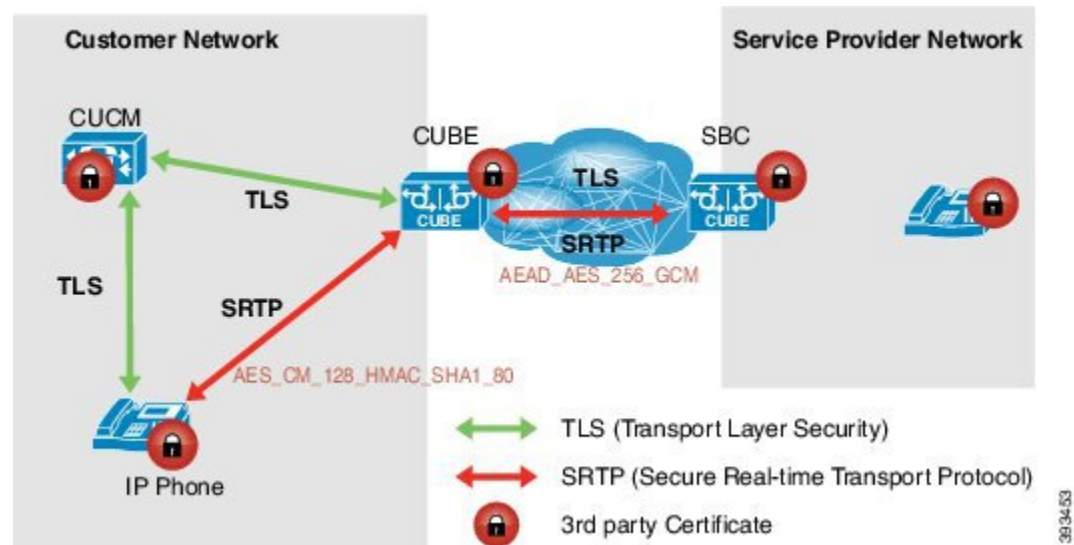 Customer Network
Service Provider Network
CUCM
CUBE
SBC
TLS
TLS
CUBE
CUBE
SRTP
AEAD_AES_256_GCM
TLS
SRTP
AES_CM_128_HMAC_SHA1_80
IP Phone
TLS (Transport Layer Security)
SRTP (Secure Real-time Transport Protocol)
3rd party Certificate
393453